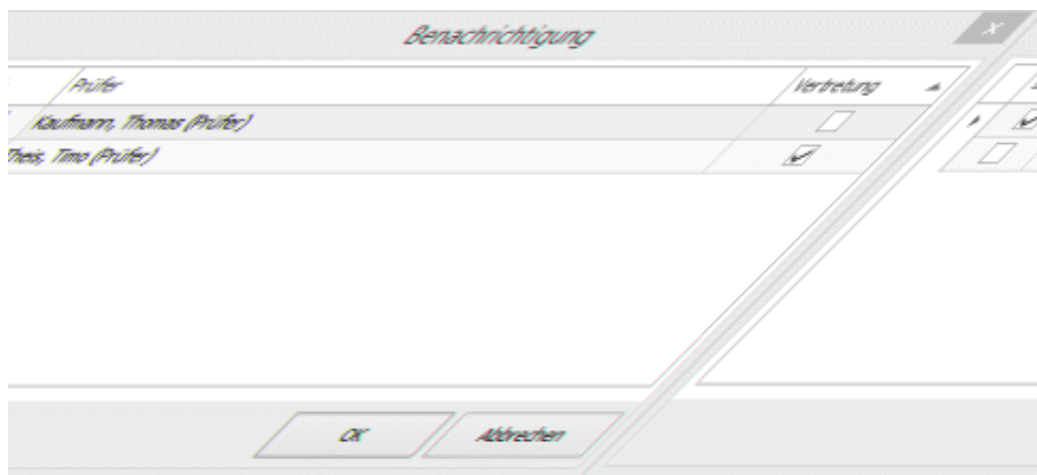 Benachrichtigung x
Prüfer Vertretung
Kaufmann, Thomas (Prüfer)
Theis, Timo (Prüfer)
OK Abbrechen